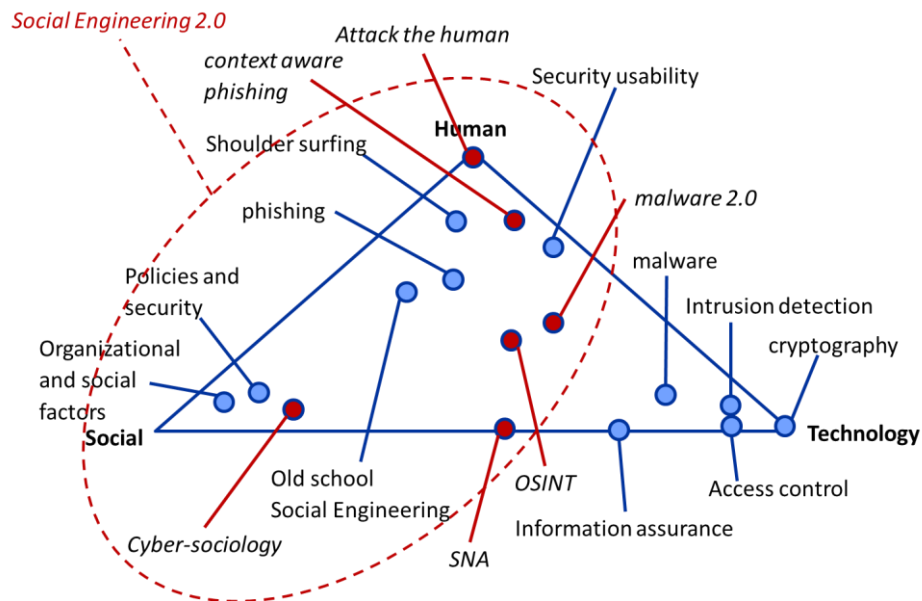 Social Engineering 2.0
Attack the human
context aware
phishing
Security usability
Human
Shoulder surfing
malware 2.0
phishing
malware
Policies and
security
Intrusion detection
Organizational
and social
factors
cryptography
Social
Technology
Old school
Social Engineering
OSINT
Access control
Information assurance
Cyber-sociology
SNA